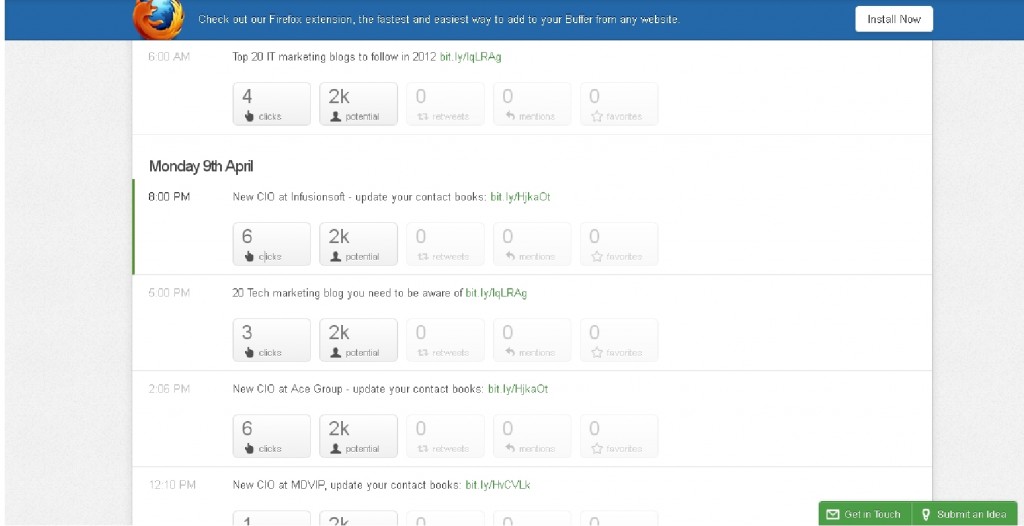 Check out our Firefox extension, the fastest and easiest way to add to your Buffer from any website. Install Now
6:00 AM Top 20 IT marketing blogs to follow in 2012 bit.ly/IqLRAg
4 2k 0 0 0
clicks potential retweets mentions favorites
Monday 9th April
8:00 PM New CIO at Infusionsoft - update your contact books: bit.ly/HjkaOt
6 2k 0 0 0
clicks potential retweets mentions favorites
5:00 PM 20 Tech marketing blog you need to be aware of bit.ly/IqLRAg
3 2k 0 0 0
clicks potential retweets mentions favorites
2:06 PM New CIO at Ace Group - update your contact books: bit.ly/HjkaOt
6 2k 0 0 0
clicks potential retweets mentions favorites
12:10 PM New CIO at MDVIP, update your contact books: bit.ly/HvCVLk
1 2k 0 0 0
Get in Touch Submit an Idea